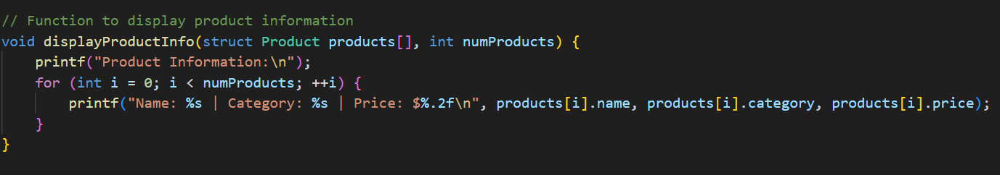 // Function to display product information
void displayProductInfo(struct Product products[], int numProducts) {
    printf("Product Information:\n");
    for (int i = 0; i < numProducts; ++i) {
        printf("Name: %s | Category: %s | Price: $%.2f\n", products[i].name, products[i].category, products[i].price);
    }
}